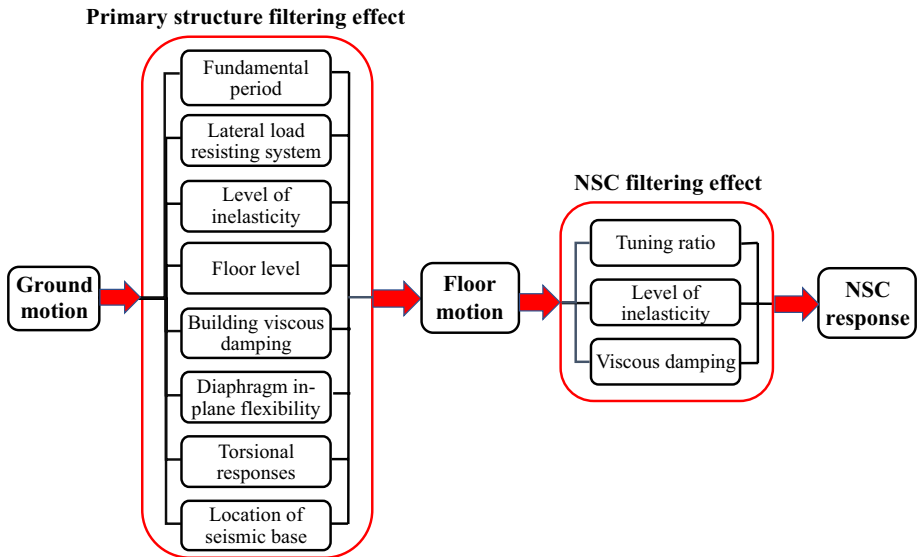 Primary structure filtering effect
Fundamental
period
Lateral load
resisting system
Level of
inelasticity
Floor level
Building viscous
damping
Diaphragm in-
plane flexibility
Torsional
responses
Location of
seismic base
Ground
motion
Floor
motion
NSC filtering effect
Tuning ratio
Level of
inelasticity
Viscous damping
NSC
response